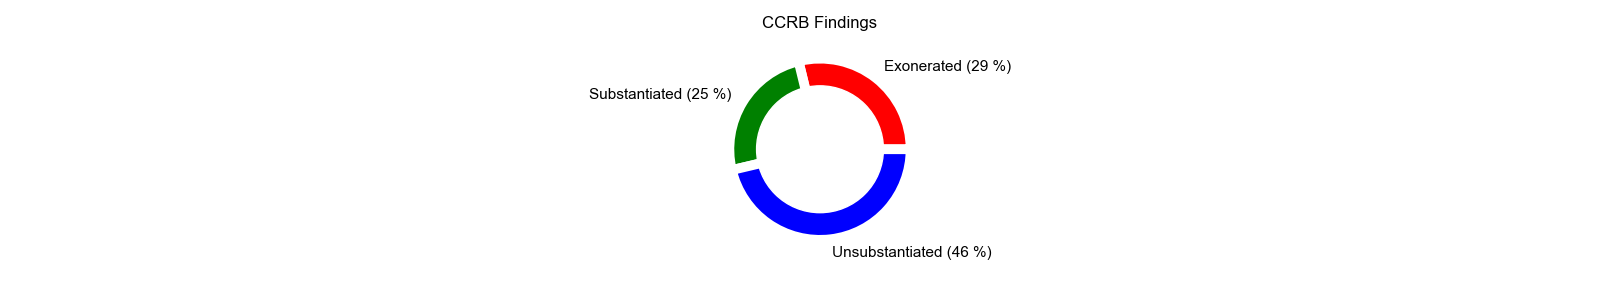 CCRB Findings
Exonerated (29 %)
Substantiated (25 %)
Unsubstantiated (46 %)